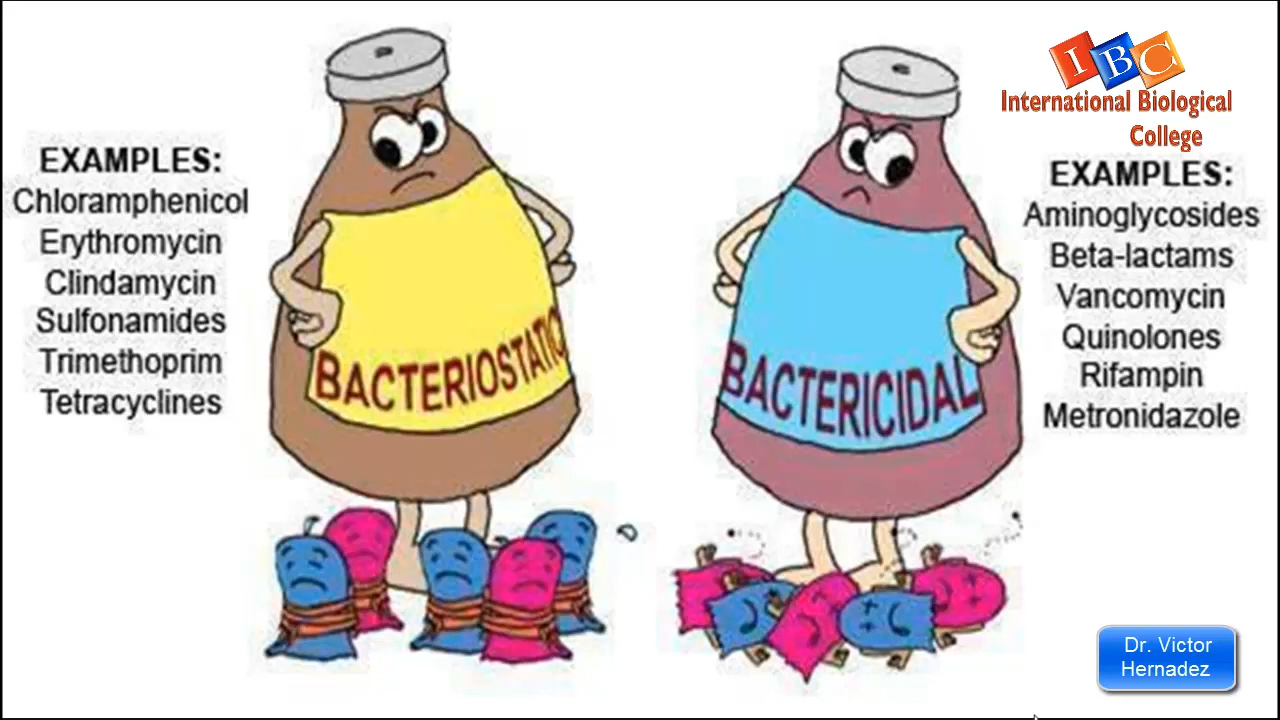 EXAMPLES:
Chloramphenicol
Erythromycin
Clindamycin
Sulfonamides
Trimethoprim
Tetracyclines
BACTERIOSTATIC
BACTERICIDAL
IBC
International Biological
College
EXAMPLES:
Aminoglycosides
Beta-lactams
Vancomycin
Quinolones
Rifampin
Metronidazole
Dr. Victor
Hernadez